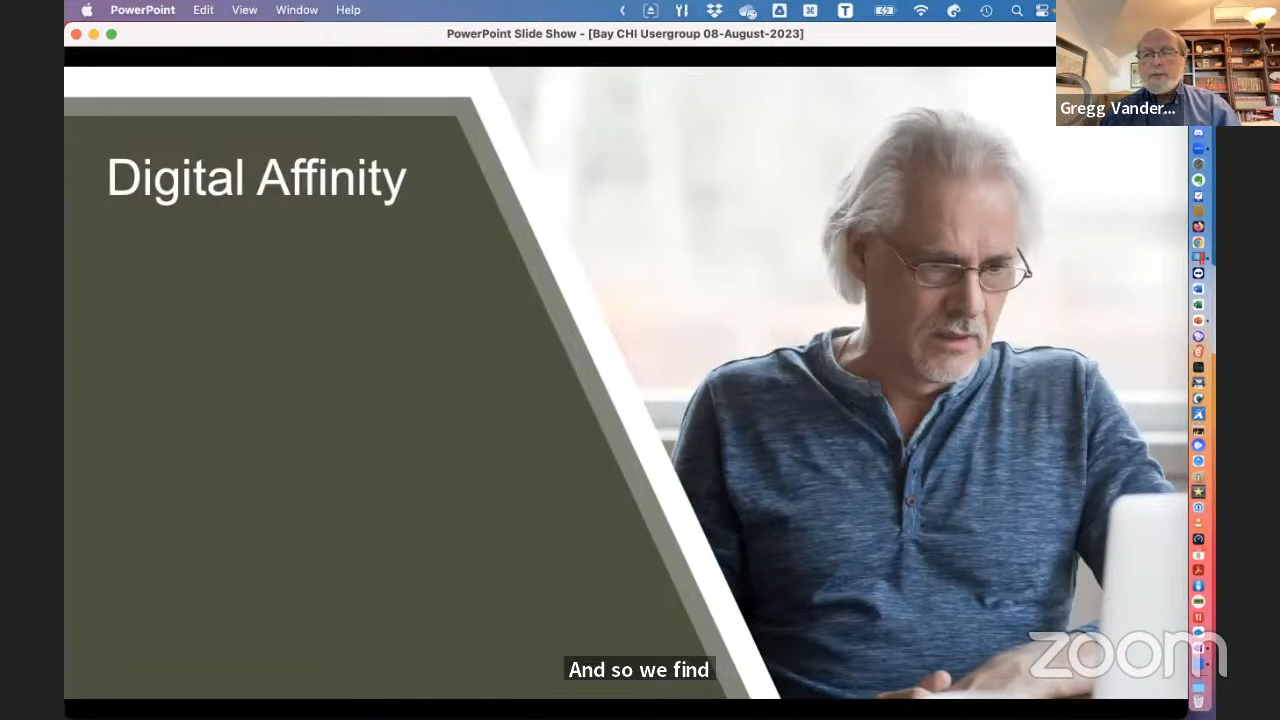 PowerPoint Edit View Window Help
PowerPoint Slide Show - [Bay CHI Usergroup 08-August-2023]
Gregg Vander...
Digital Affinity
And so we find
zoom